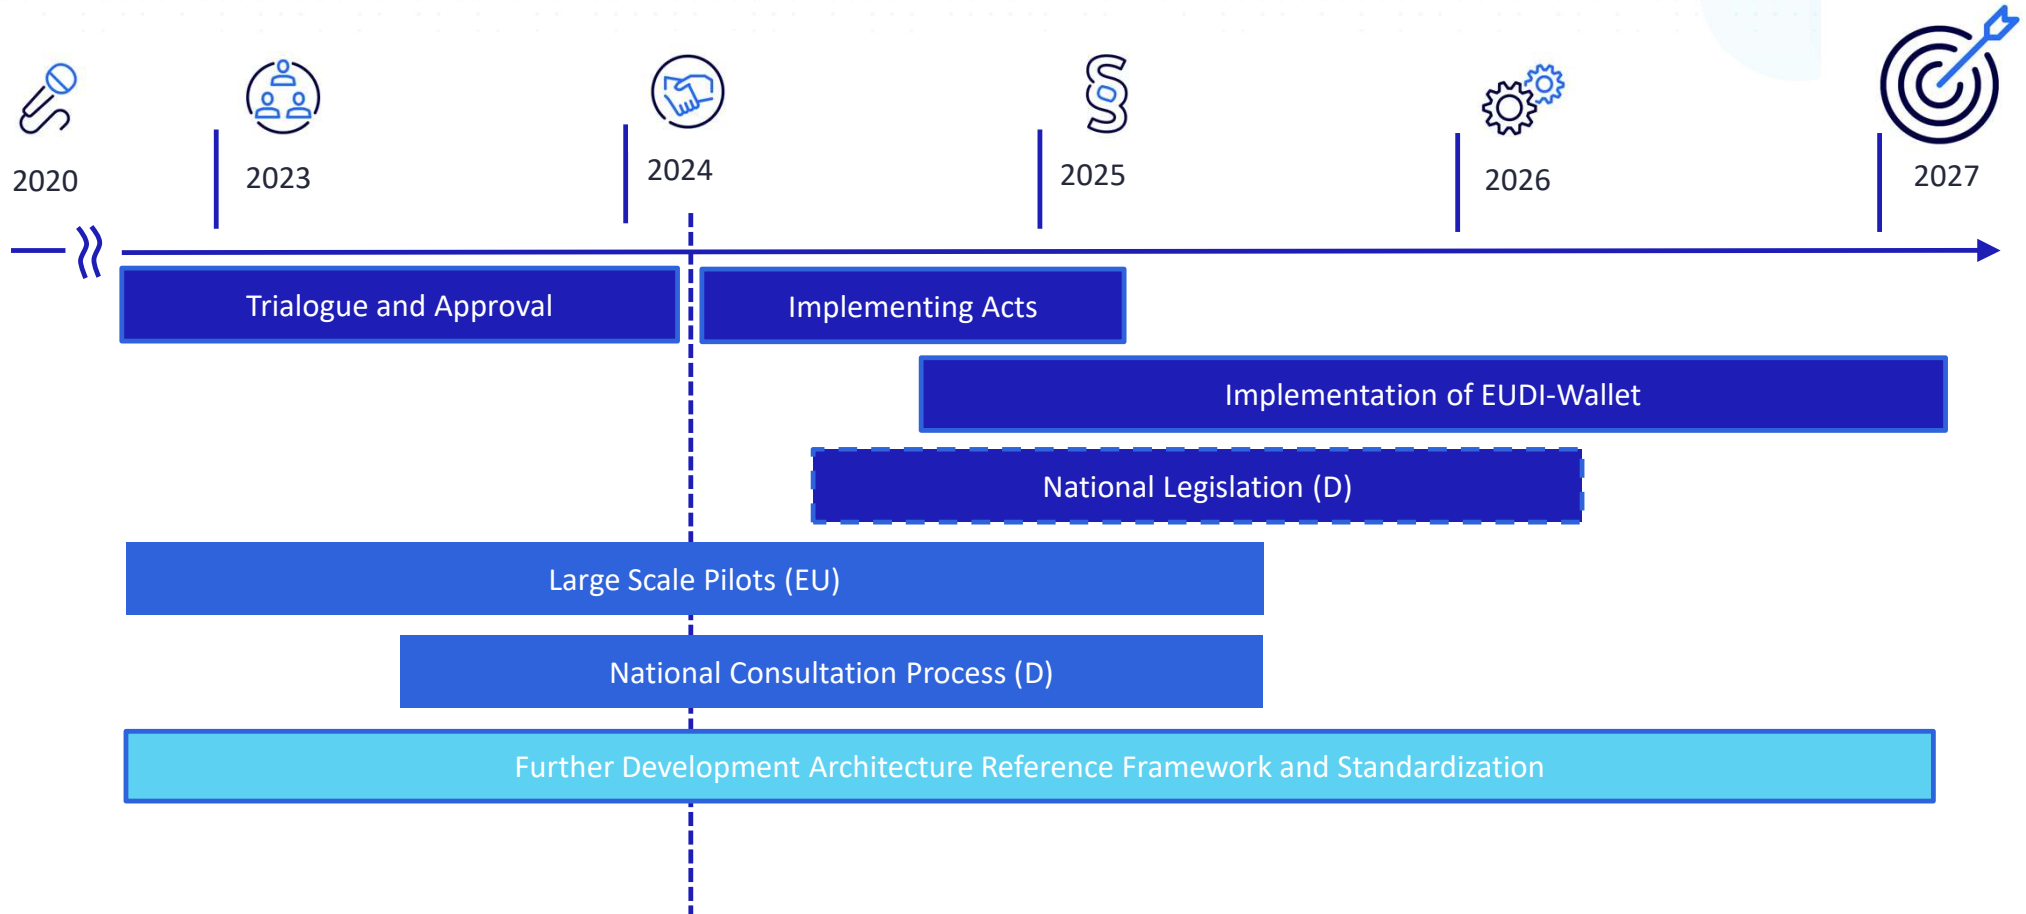 2020
2023
2024
2025
2026
2027
Trialogue and Approval
Implementing Acts
Implementation of EUDI-Wallet
National Legislation (D)
Large Scale Pilots (EU)
National Consultation Process (D)
Further Development Architecture Reference Framework and Standardization